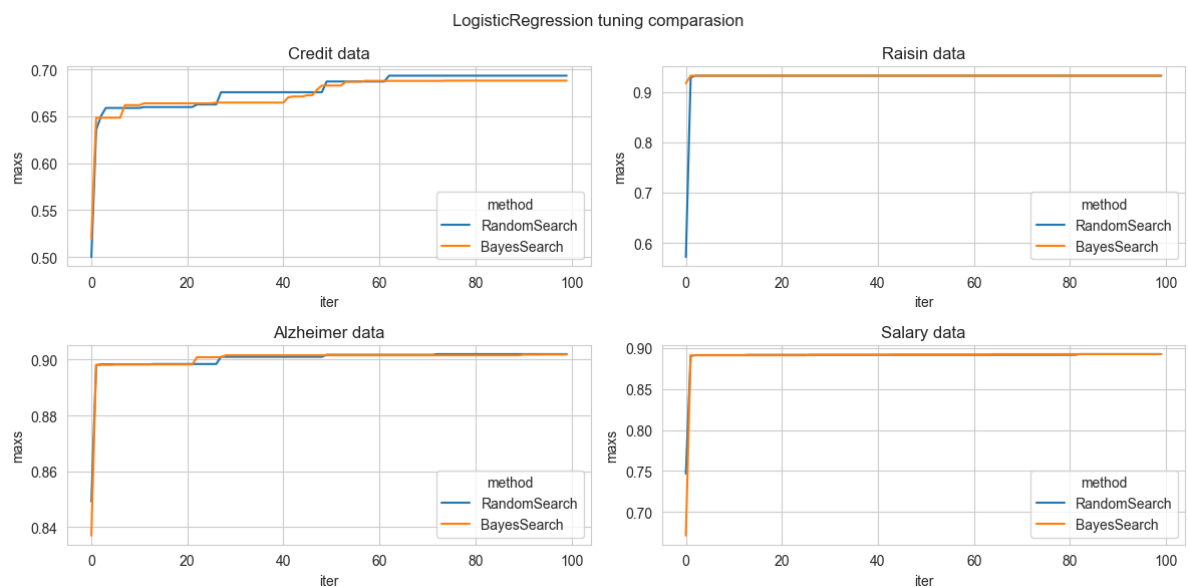 LogisticRegression tuning comparasion
Credit data
maxs
0.70
0.65
0.60
0.55
0.50
0 20 40 60 80 100
iter
method
RandomSearch
BayesSearch
Raisin data
maxs
0.9
0.8
0.7
0.6
0 20 40 60 80 100
iter
method
RandomSearch
BayesSearch
Alzheimer data
maxs
0.90
0.88
0.86
0.84
0 20 40 60 80 100
iter
method
RandomSearch
BayesSearch
Salary data
maxs
0.90
0.85
0.80
0.75
0.70
0 20 40 60 80 100
iter
method
RandomSearch
BayesSearch